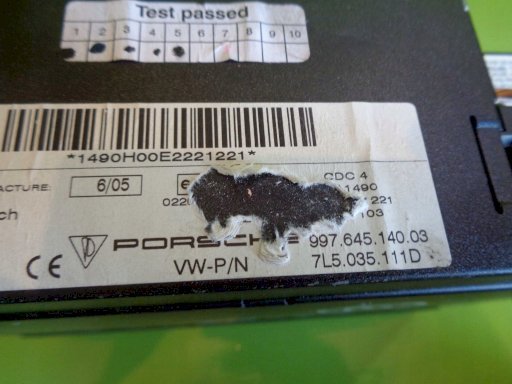 Test passed
1 2 3 4 5 6 7 8 9 10
*1490H00E2221221*
ACTURE: 6/05 CDC 4
ch 022 1490
221
103
PORSCHE 997.645.140.03
CE VW-P/N 7L5.035.111D